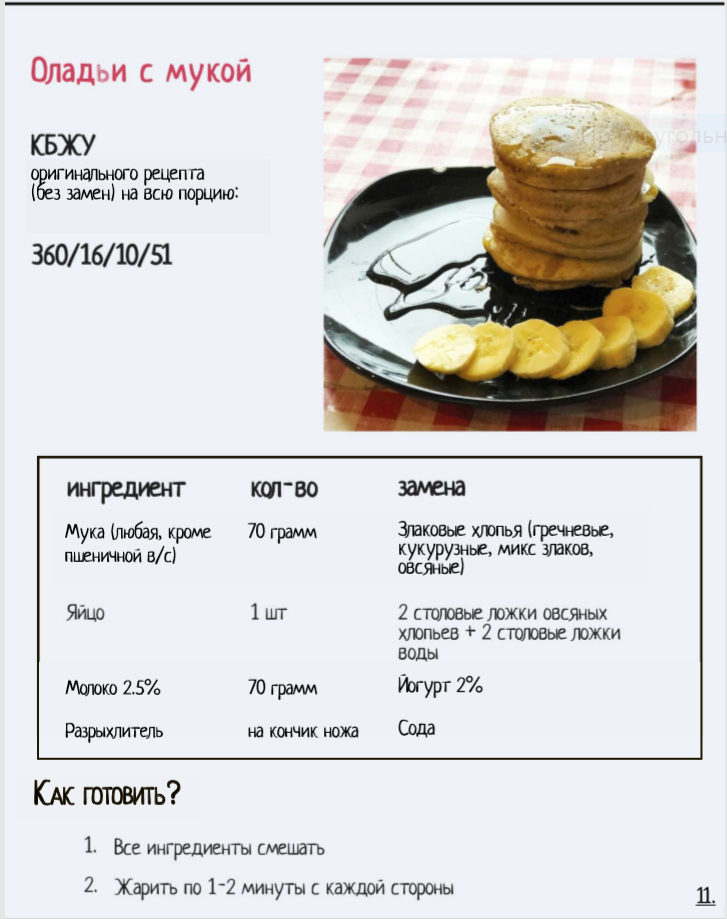 Оладьи с мукой
КБЖУ
оригинального рецепта
(без замен) на всю порцию:
360/16/10/51
ингредиент кол-во замена
Мука (любая, кроме пшеничной в/с) 70 грамм Злаковые хлопья (гречневые, кукурузные, микс злаков, овсяные)
Яйцо 1 шт 2 столовые ложки овсяных хлопьев + 2 столовые ложки воды
Молоко 2.5% 70 грамм Йогурт 2%
Разрыхлитель на кончик ножа Сода
Как готовить?
1. Все ингредиенты смешать
2. Жарить по 1-2 минуты с каждой стороны
11.